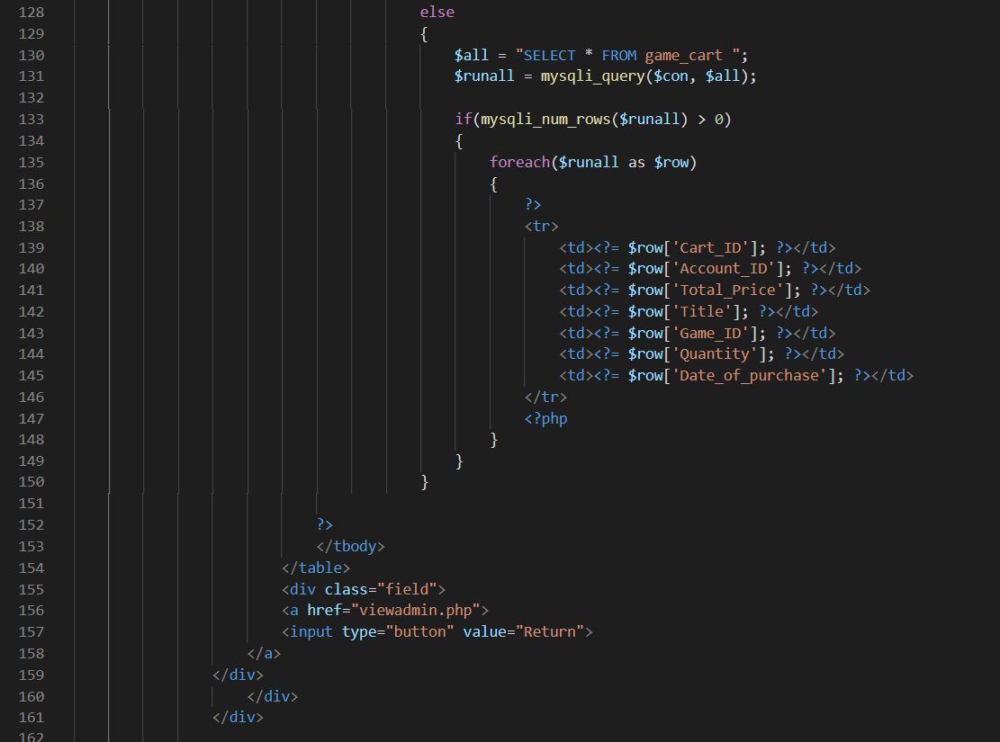 128 else
129 {
130 $all = "SELECT * FROM game_cart ";
131 $runall = mysqli_query($con, $all);
132
133 if(mysqli_num_rows($runall) > 0)
134 {
135 foreach($runall as $row)
136 {
137 ?>
138 <tr>
139 <td><?= $row['Cart_ID']; ?></td>
140 <td><?= $row['Account_ID']; ?></td>
141 <td><?= $row['Total_Price']; ?></td>
142 <td><?= $row['Title']; ?></td>
143 <td><?= $row['Game_ID']; ?></td>
144 <td><?= $row['Quantity']; ?></td>
145 <td><?= $row['Date_of_purchase']; ?></td>
146 </tr>
147 <?php
148 }
149 }
150 }
151
152 ?>
153 </tbody>
154 </table>
155 <div class="field">
156 <a href="viewadmin.php">
157 <input type="button" value="Return">
158 </a>
159 </div>
160 </div>
161 </div>
162